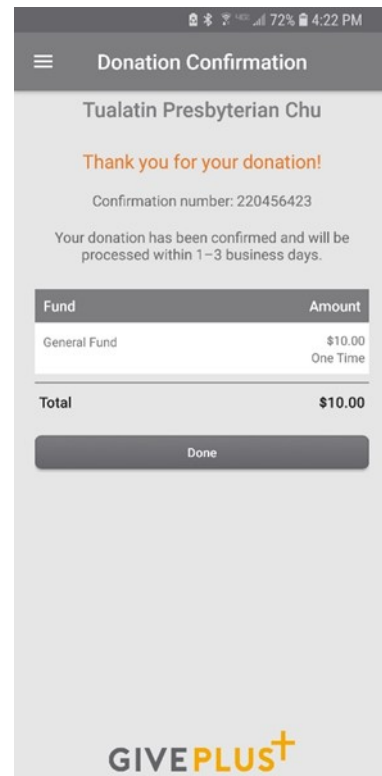 72% 4:22 PM
Donation Confirmation
Tualatin Presbyterian Chu
Thank you for your donation!
Confirmation number: 220456423
Your donation has been confirmed and will be
processed within 1–3 business days.
Fund Amount
General Fund $10.00
One Time
Total $10.00
Done
GIVEPLUS+